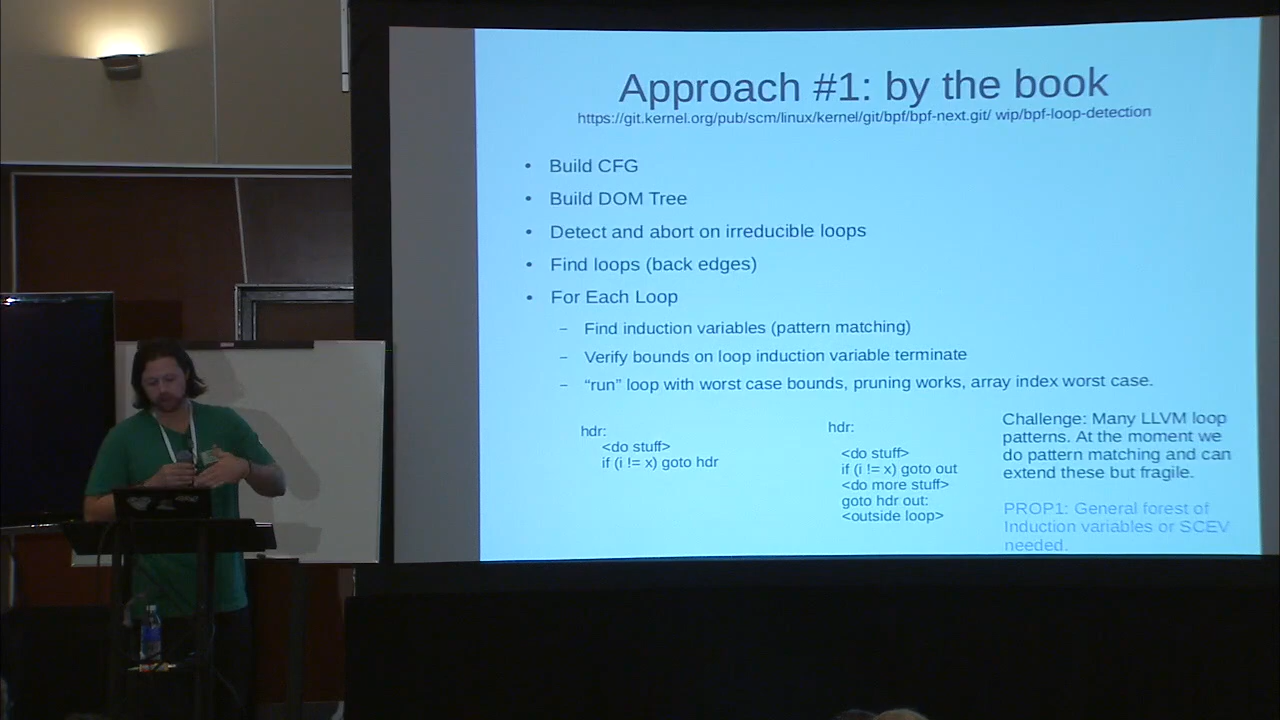 Approach #1: by the book
https://git.kernel.org/pub/scm/linux/kernel/git/bpf/bpf-next.git/ wip/bpf-loop-detection
• Build CFG
• Build DOM Tree
• Detect and abort on irreducible loops
• Find loops (back edges)
• For Each Loop
– Find induction variables (pattern matching)
– Verify bounds on loop induction variable terminate
– “run” loop with worst case bounds, pruning works, array index worst case.
hdr:
<do stuff>
if (i != x) goto hdr
hdr:
<do stuff>
if (i != x) goto out
<do more stuff>
goto hdr out:
<outside loop>
Challenge: Many LLVM loop
patterns. At the moment we
do pattern matching and can
extend these but fragile.
PROP1: General forest of
Induction variables or SCEV
needed.